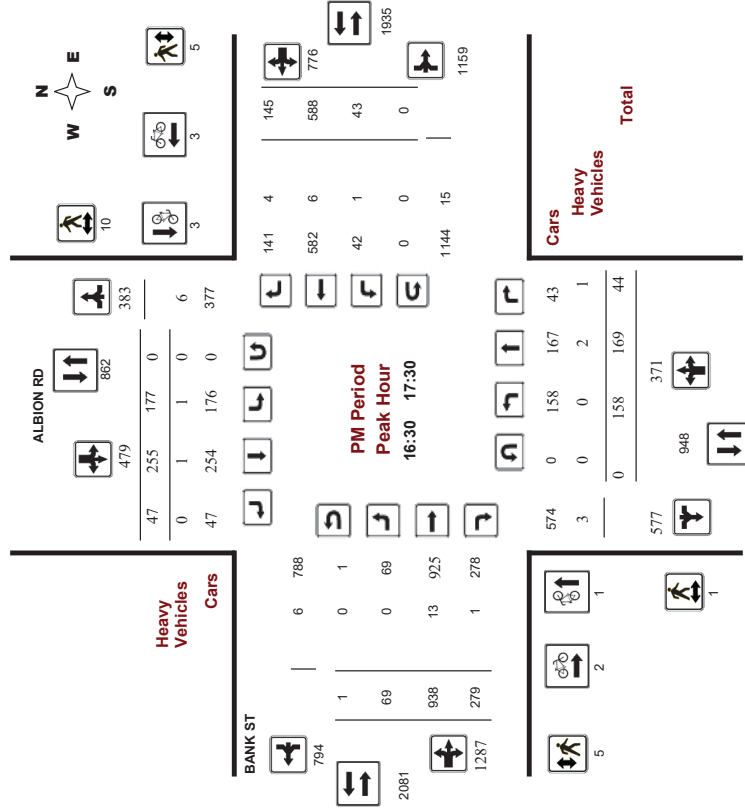 N
W E
S
5
10
3
3
ALBION RD
383
862
479
6
377
0 0 0
177 1 176
255 1 254
47 0 47
Heavy
Vehicles
Cars
1935
776
1159
141 4 145
582 6 588
42 1 43
0 0 0
1144 15
PM Period
Peak Hour
16:30 17:30
BANK ST
794
2081
1287
6 788
1 0 1
69 0 69
938 13 925
279 1 278
Cars
Heavy
Vehicles
Total
574 0 158 167 43
3 0 0 2 1
0 158 169 44
577
948
371
5
2
1
1